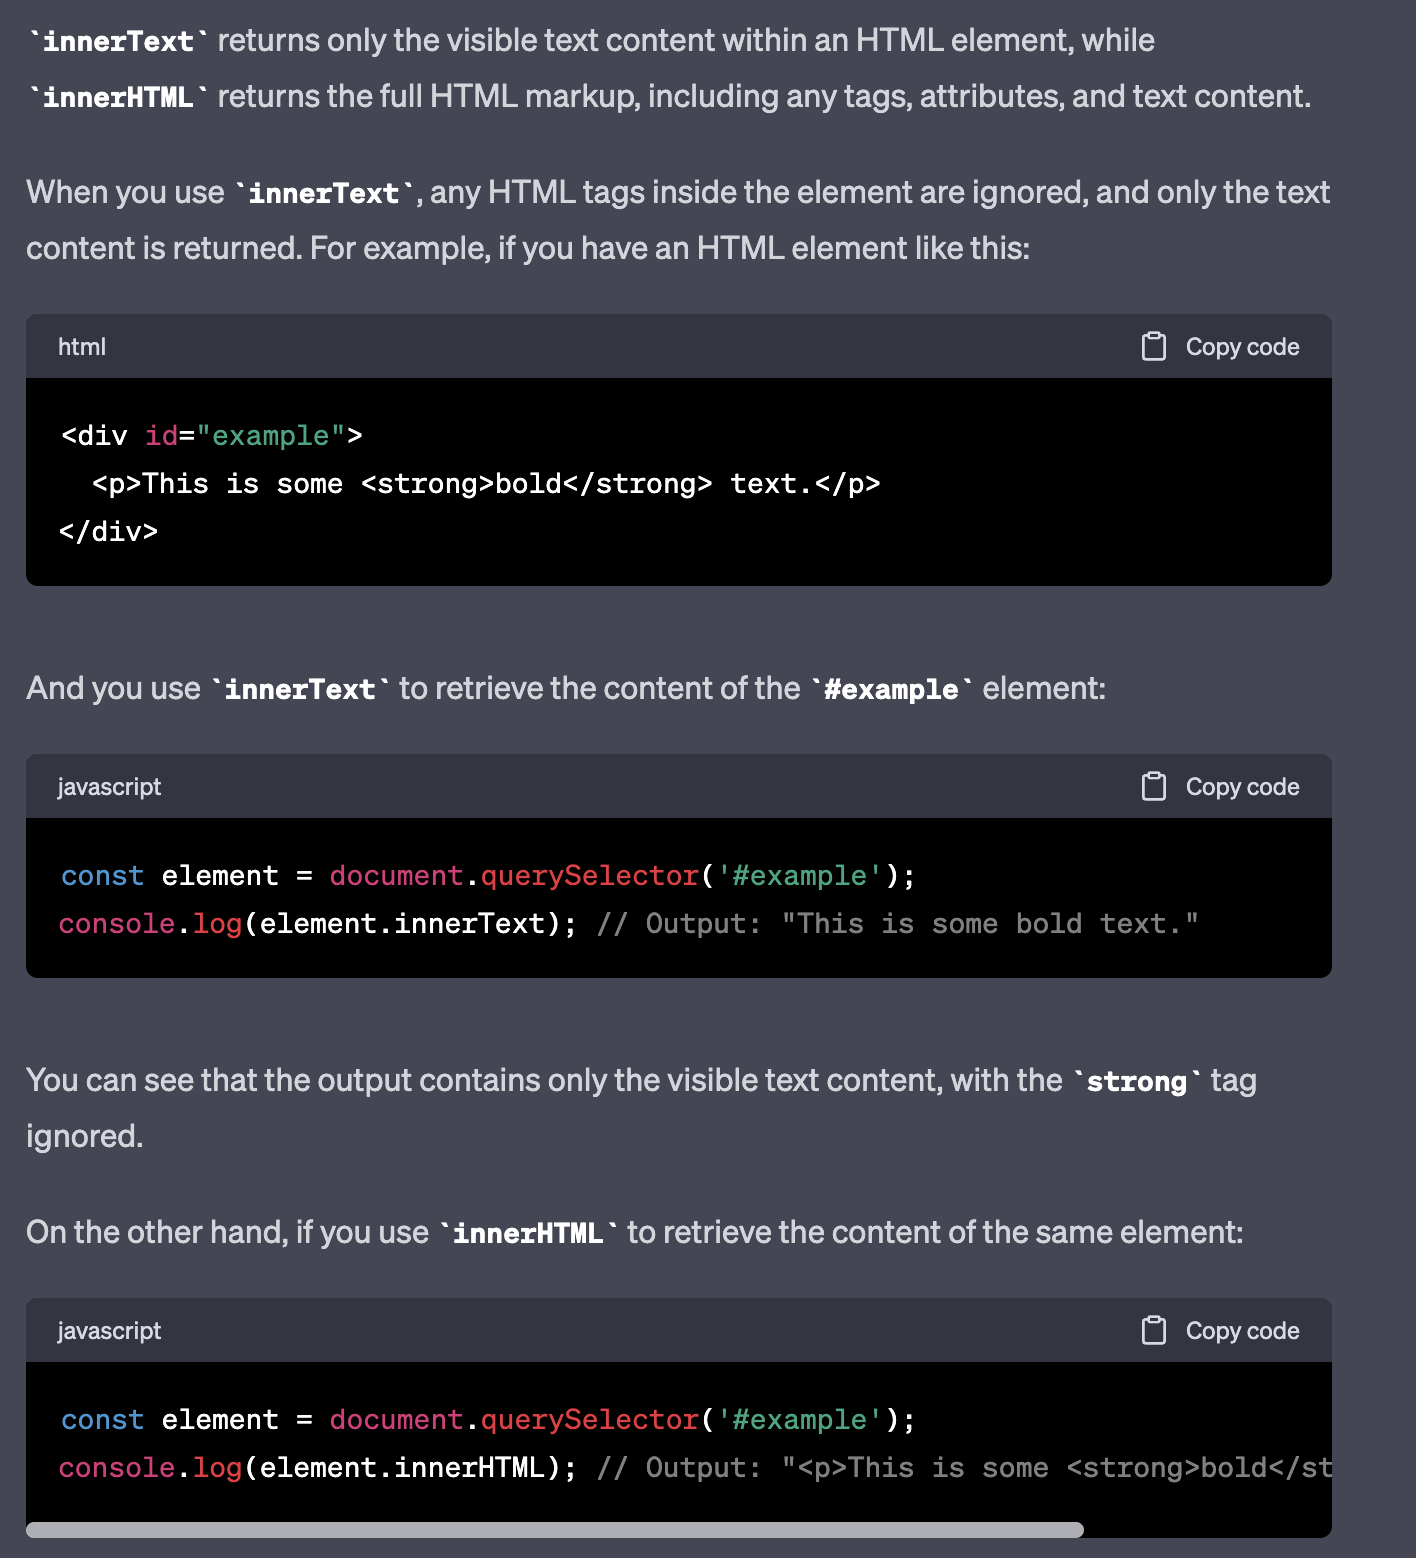 `innerText` returns only the visible text content within an HTML element, while
`innerHTML` returns the full HTML markup, including any tags, attributes, and text content.
When you use `innerText`, any HTML tags inside the element are ignored, and only the text
content is returned. For example, if you have an HTML element like this:
html Copy code
<div id="example">
  <p>This is some <strong>bold</strong> text.</p>
</div>
And you use `innerText` to retrieve the content of the `#example` element:
javascript Copy code
const element = document.querySelector('#example');
console.log(element.innerText); // Output: "This is some bold text."
You can see that the output contains only the visible text content, with the `strong` tag
ignored.
On the other hand, if you use `innerHTML` to retrieve the content of the same element:
javascript Copy code
const element = document.querySelector('#example');
console.log(element.innerHTML); // Output: "<p>This is some <strong>bold</st